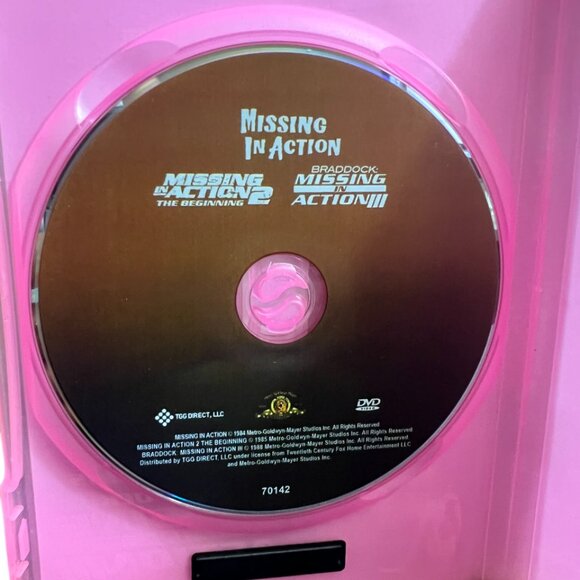 MISSING
IN ACTION
MISSING
IN
ACTION 2
THE BEGINNING
BRADDOCK:
MISSING
IN
ACTION III
TGG DIRECT, LLC
DVD
VIDEO
MISSING IN ACTION © 1984 Metro-Goldwyn-Mayer Studios Inc. All Rights Reserved
MISSING IN ACTION 2 THE BEGINNING © 1985 Metro-Goldwyn-Mayer Studios Inc. All Rights Reserved.
BRADDOCK MISSING IN ACTION III © 1988 Metro-Goldwyn-Mayer Studios Inc. All Rights Reserved.
Distributed by TGG DIRECT, LLC under license from Twentieth Century Fox Home Entertainment LLC
and Metro-Goldwyn-Mayer Studios Inc.
70142